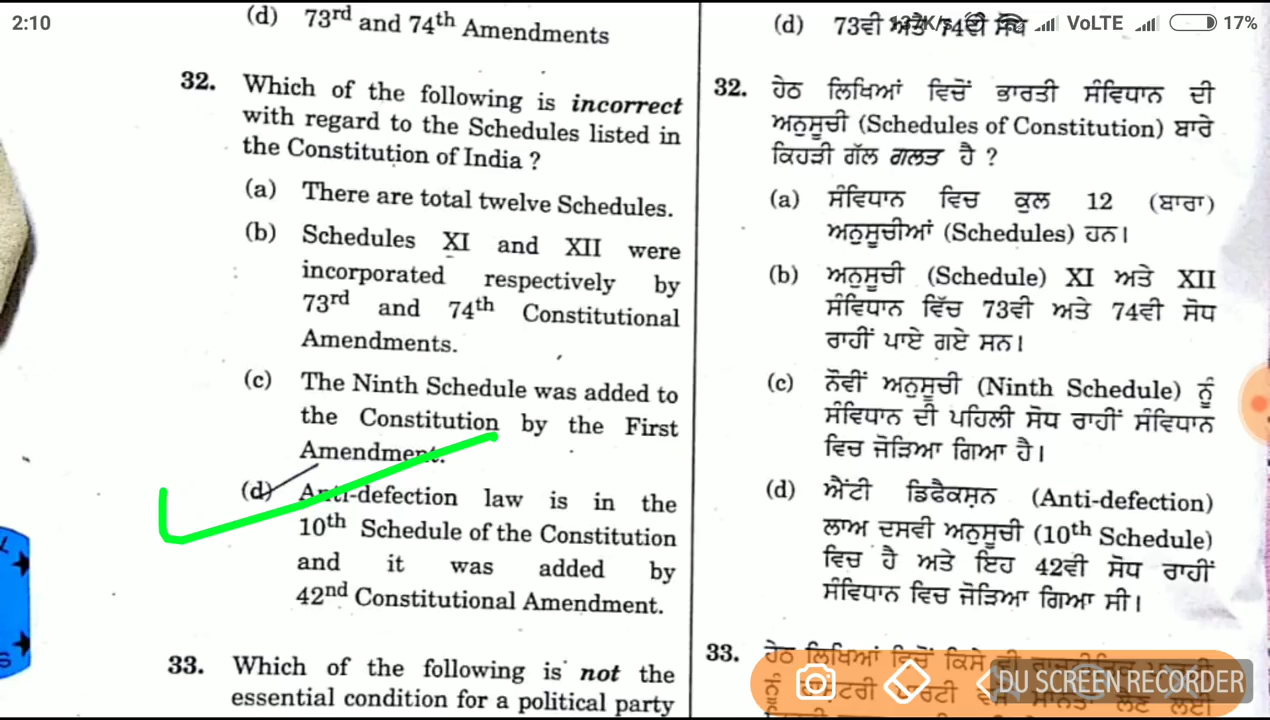 2:10
137K/s VoLTE 17%
(d) 73rd and 74th Amendments
32. Which of the following is incorrect
with regard to the Schedules listed in
the Constitution of India ?
(a) There are total twelve Schedules.
(b) Schedules XI and XII were
incorporated respectively by
73rd and 74th Constitutional
Amendments.
(c) The Ninth Schedule was added to
the Constitution by the First
Amendment.
(d) Anti-defection law is in the
10th Schedule of the Constitution
and it was added by
42nd Constitutional Amendment.
33. Which of the following is not the
essential condition for a political party
(d) 73ਵੀ ਅਤੇ 74ਵੀ ਸੋਧ
32. ਹੇਠ ਲਿਖਿਆਂ ਵਿਚੋਂ ਭਾਰਤੀ ਸੰਵਿਧਾਨ ਦੀ
ਅਨੁਸੂਚੀ (Schedules of Constitution) ਬਾਰੇ
ਕਿਹੜੀ ਗੱਲ ਗਲਤ ਹੈ ?
(a) ਸੰਵਿਧਾਨ ਵਿਚ ਕੁਲ 12 (ਬਾਰਾ)
ਅਨੁਸੂਚੀਆਂ (Schedules) ਹਨ।
(b) ਅਨੁਸੂਚੀ (Schedule) XI ਅਤੇ XII
ਸੰਵਿਧਾਨ ਵਿੱਚ 73ਵੀ ਅਤੇ 74ਵੀ ਸੋਧ
ਰਾਹੀਂ ਪਾਏ ਗਏ ਸਨ।
(c) ਨੌਵੀਂ ਅਨੁਸੂਚੀ (Ninth Schedule) ਨੂੰ
ਸੰਵਿਧਾਨ ਦੀ ਪਹਿਲੀ ਸੋਧ ਰਾਹੀਂ ਸੰਵਿਧਾਨ
ਵਿਚ ਜੋੜਿਆ ਗਿਆ ਹੈ।
(d) ਐਂਟੀ ਡਿਫੈਕਸ਼ਨ (Anti-defection)
ਲਾਅ ਦਸਵੀ ਅਨੁਸੂਚੀ (10th Schedule)
ਵਿਚ ਹੈ ਅਤੇ ਇਹ 42ਵੀ ਸੋਧ ਰਾਹੀਂ
ਸੰਵਿਧਾਨ ਵਿਚ ਜੋੜਿਆ ਗਿਆ ਸੀ।
33. ਹੇਠ ਲਿਖਿਆਂ ਵਿਚੋਂ ਕਿਸੇ ਵੀ
DU SCREEN RECORDER